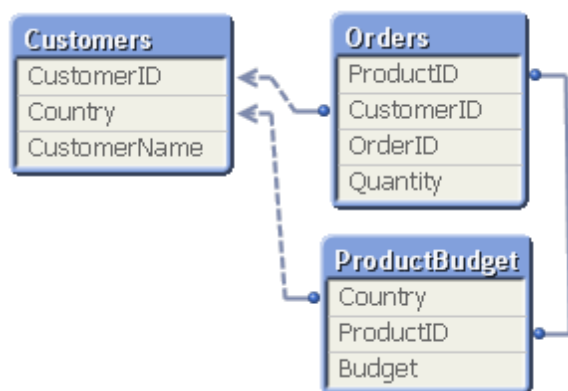 Customers
CustomerID
Country
CustomerName
Orders
ProductID
CustomerID
OrderID
Quantity
ProductBudget
Country
ProductID
Budget